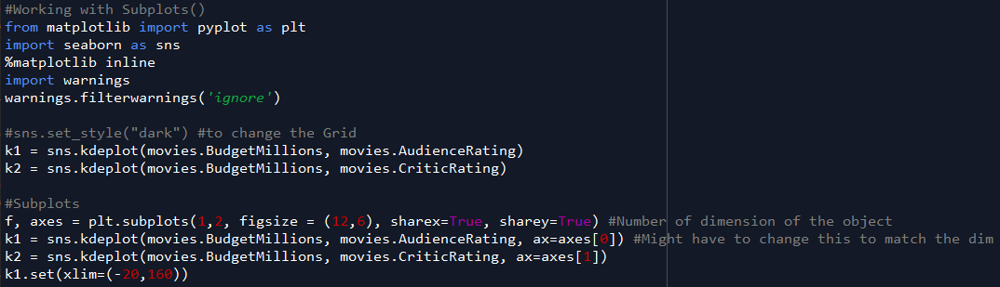 #Working with Subplots()
from matplotlib import pyplot as plt
import seaborn as sns
%matplotlib inline
import warnings
warnings.filterwarnings('ignore')
#sns.set_style("dark") #to change the Grid
k1 = sns.kdeplot(movies.BudgetMillions, movies.AudienceRating)
k2 = sns.kdeplot(movies.BudgetMillions, movies.CriticRating)
#Subplots
f, axes = plt.subplots(1,2, figsize = (12,6), sharex=True, sharey=True) #Number of dimension of the object
k1 = sns.kdeplot(movies.BudgetMillions, movies.AudienceRating, ax=axes[0]) #Might have to change this to match the dim
k2 = sns.kdeplot(movies.BudgetMillions, movies.CriticRating, ax=axes[1])
k1.set(xlim=(-20,160))